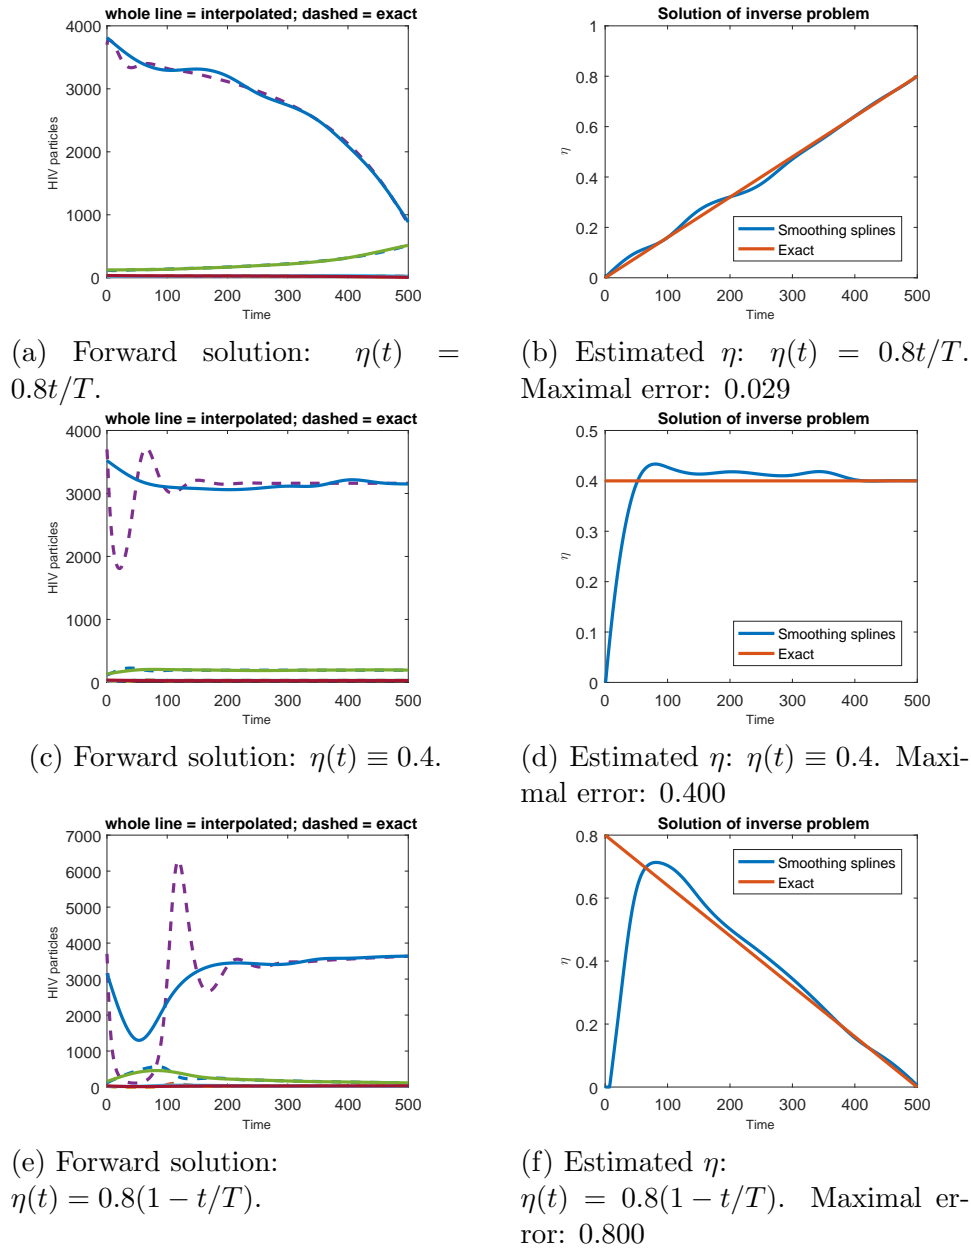 whole line = interpolated; dashed = exact
4000
3000
2000
1000
0
HIV particles
0 100 200 300 400 500
Time
Solution of inverse problem
1
0.8
0.6
0.4
0.2
0
η
Smoothing splines
Exact
0 100 200 300 400 500
Time
(a) Forward solution: η(t) =
0.8t/T.
(b) Estimated η: η(t) = 0.8t/T.
Maximal error: 0.029
whole line = interpolated; dashed = exact
4000
3000
2000
1000
0
HIV particles
0 100 200 300 400 500
Time
Solution of inverse problem
0.5
0.4
0.3
0.2
0.1
0
η
Smoothing splines
Exact
0 100 200 300 400 500
Time
(c) Forward solution: η(t) ≡ 0.4.
(d) Estimated η: η(t) ≡ 0.4. Maxi-
mal error: 0.400
whole line = interpolated; dashed = exact
7000
6000
5000
4000
3000
2000
1000
0
HIV particles
0 100 200 300 400 500
Time
Solution of inverse problem
0.8
0.6
0.4
0.2
0
η
Smoothing splines
Exact
0 100 200 300 400 500
Time
(e) Forward solution:
η(t) = 0.8(1 − t/T).
(f) Estimated η:
η(t) = 0.8(1 − t/T). Maximal er-
ror: 0.800